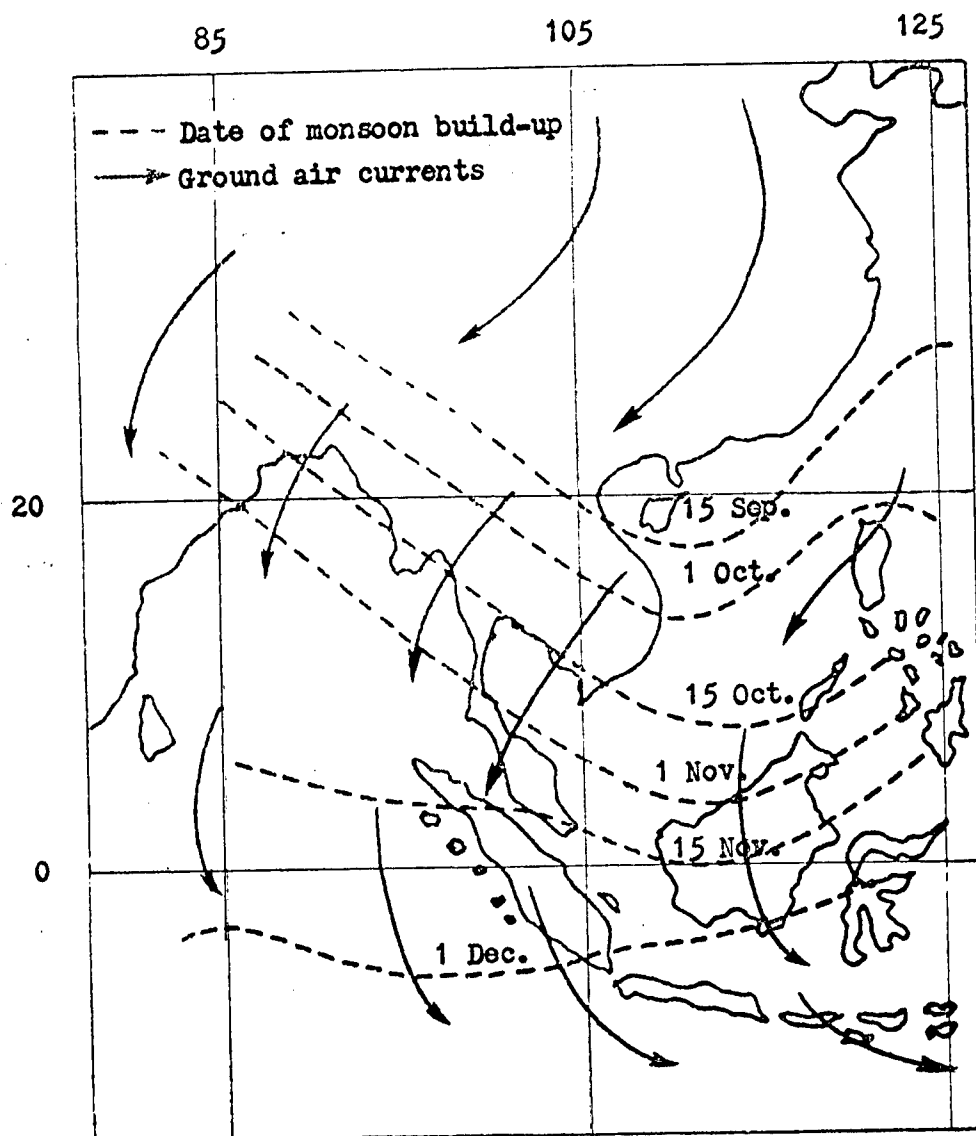 85 105 125
- - - - Date of monsoon build-up
Ground air currents
20
15 Sep.
1 Oct.
15 Oct.
1 Nov.
15 Nov.
0
1 Dec.